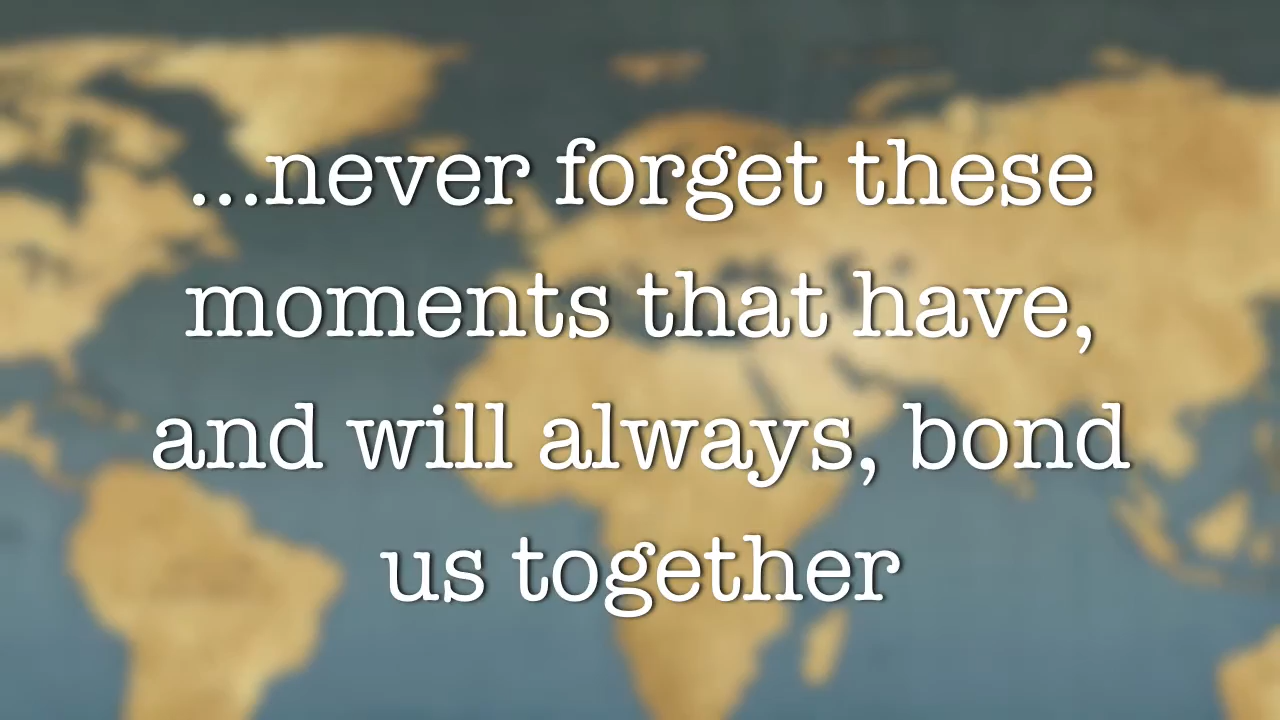 ...never forget these
moments that have,
and will always, bond
us together